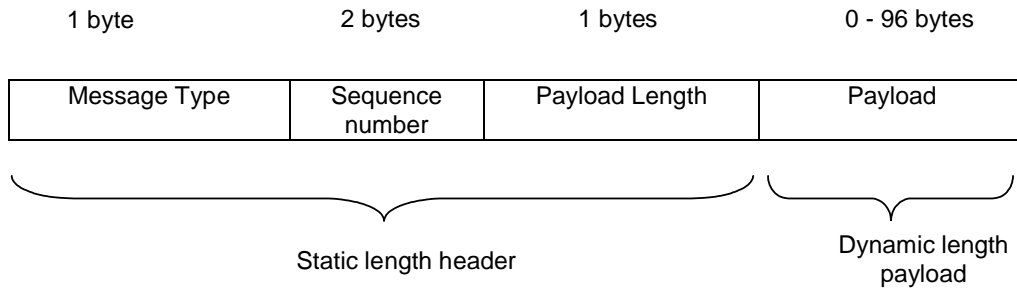 1 byte 2 bytes 1 bytes 0 - 96 bytes
Message Type Sequence number Payload Length Payload
Static length header
Dynamic length
payload